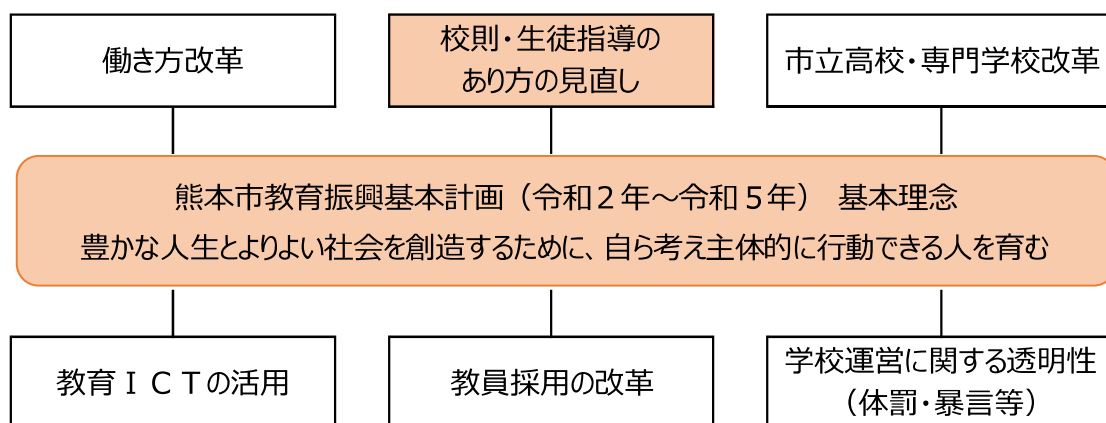 働き方改革
校則・生徒指導の
あり方の見直し
市立高校・専門学校改革
熊本市教育振興基本計画（令和２年～令和５年）　基本理念
豊かな人生とよりよい社会を創造するために、自ら考え主体的に行動できる人を育む
教育ＩＣＴの活用
教員採用の改革
学校運営に関する透明性
（体罰・暴言等）